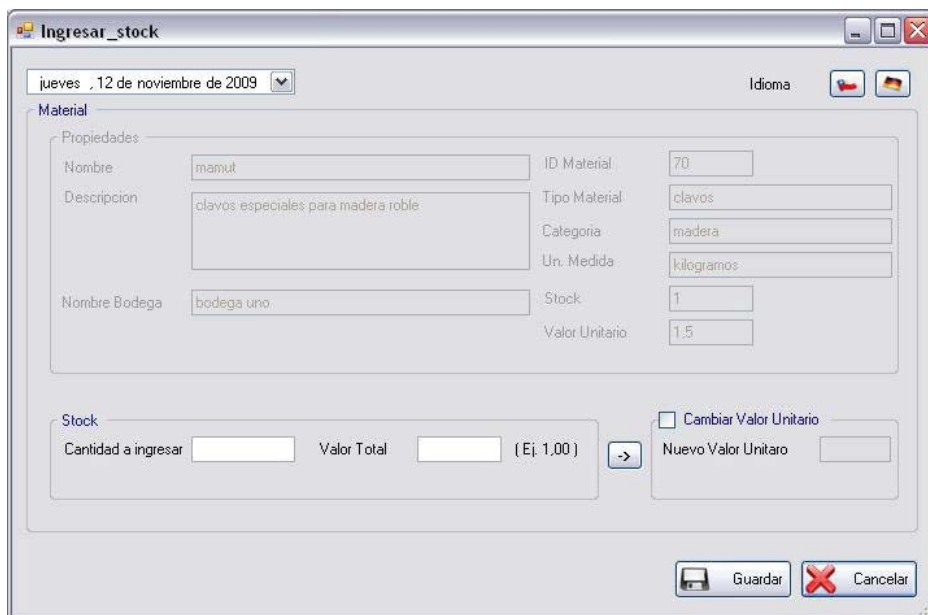 Ingresar_stock
jueves , 12 de noviembre de 2009
Idioma
Material
Propiedades
Nombre mamut
ID Material 70
Descripcion clavos especiales para madera roble
Tipo Material clavos
Categoria madera
Un. Medida kilogramos
Nombre Bodega bodega uno
Stock 1
Valor Unitario 1.5
Stock
Cantidad a ingresar Valor Total ( Ej. 1,00 )
->
Cambiar Valor Unitario
Nuevo Valor Unitaro
Guardar Cancelar